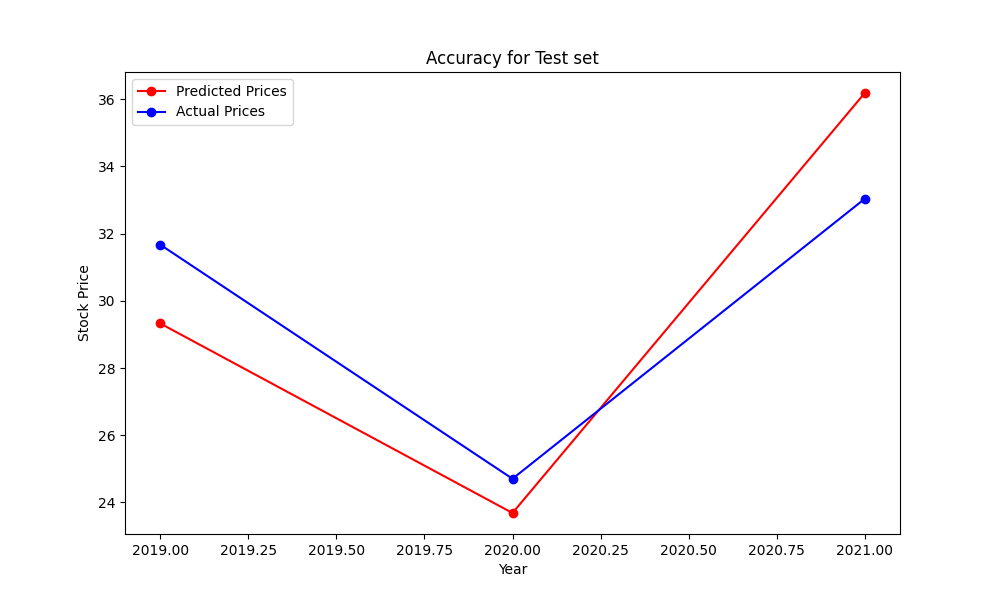 Accuracy for Test set
Predicted Prices
Actual Prices
36
34
32
30
28
26
24
Stock Price
2019.00 2019.25 2019.50 2019.75 2020.00 2020.25 2020.50 2020.75 2021.00
Year